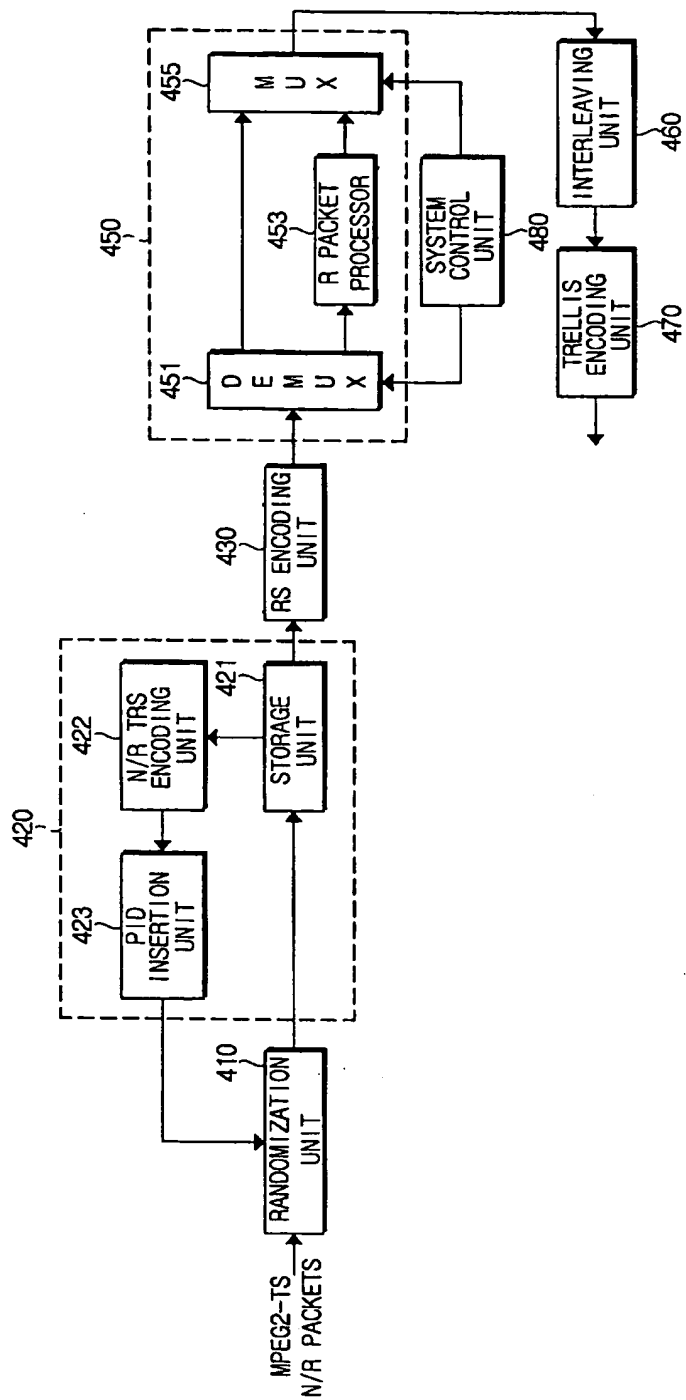 MPEG2-TS
N/R PACKETS
410
RANDOMIZATION
UNIT
420
423
PID
INSERTION
UNIT
422
N/R TRS
ENCODING
UNIT
421
STORAGE
UNIT
430
RS ENCODING
UNIT
450
451
DEMUX
453
R PACKET
PROCESSOR
455
MUX
SYSTEM
CONTROL
UNIT
480
INTERLEAVING
UNIT
460
TRELLIS
ENCODING
UNIT
470